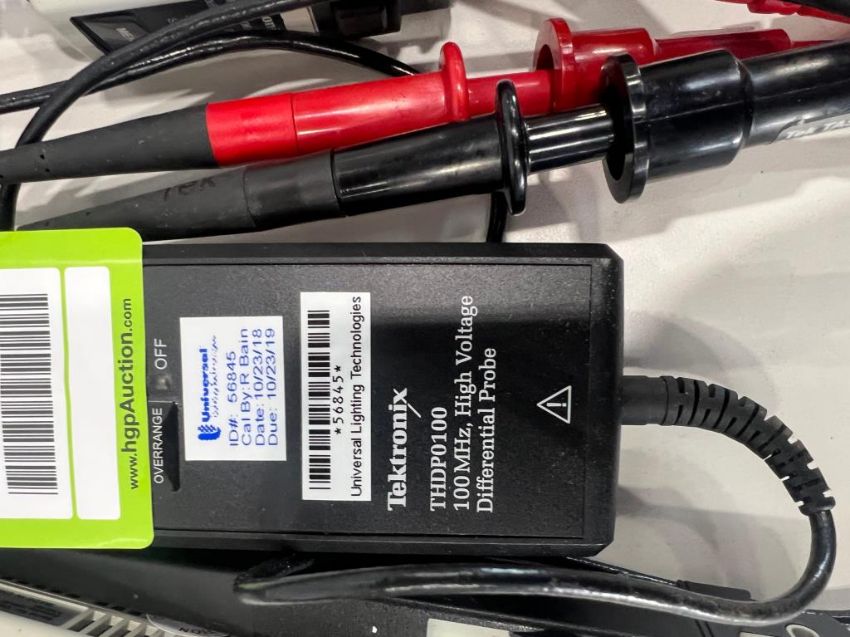 www.hgpAuction.com
OVERRANGE OFF
Universal
ID#: 56845
Cal By: R Bain
Date: 10/23/18
Due: 10/23/19
*56845*
Universal Lighting Technologies
Tektronix
THDP0100
100 MHz, High Voltage
Differential Probe
Tek